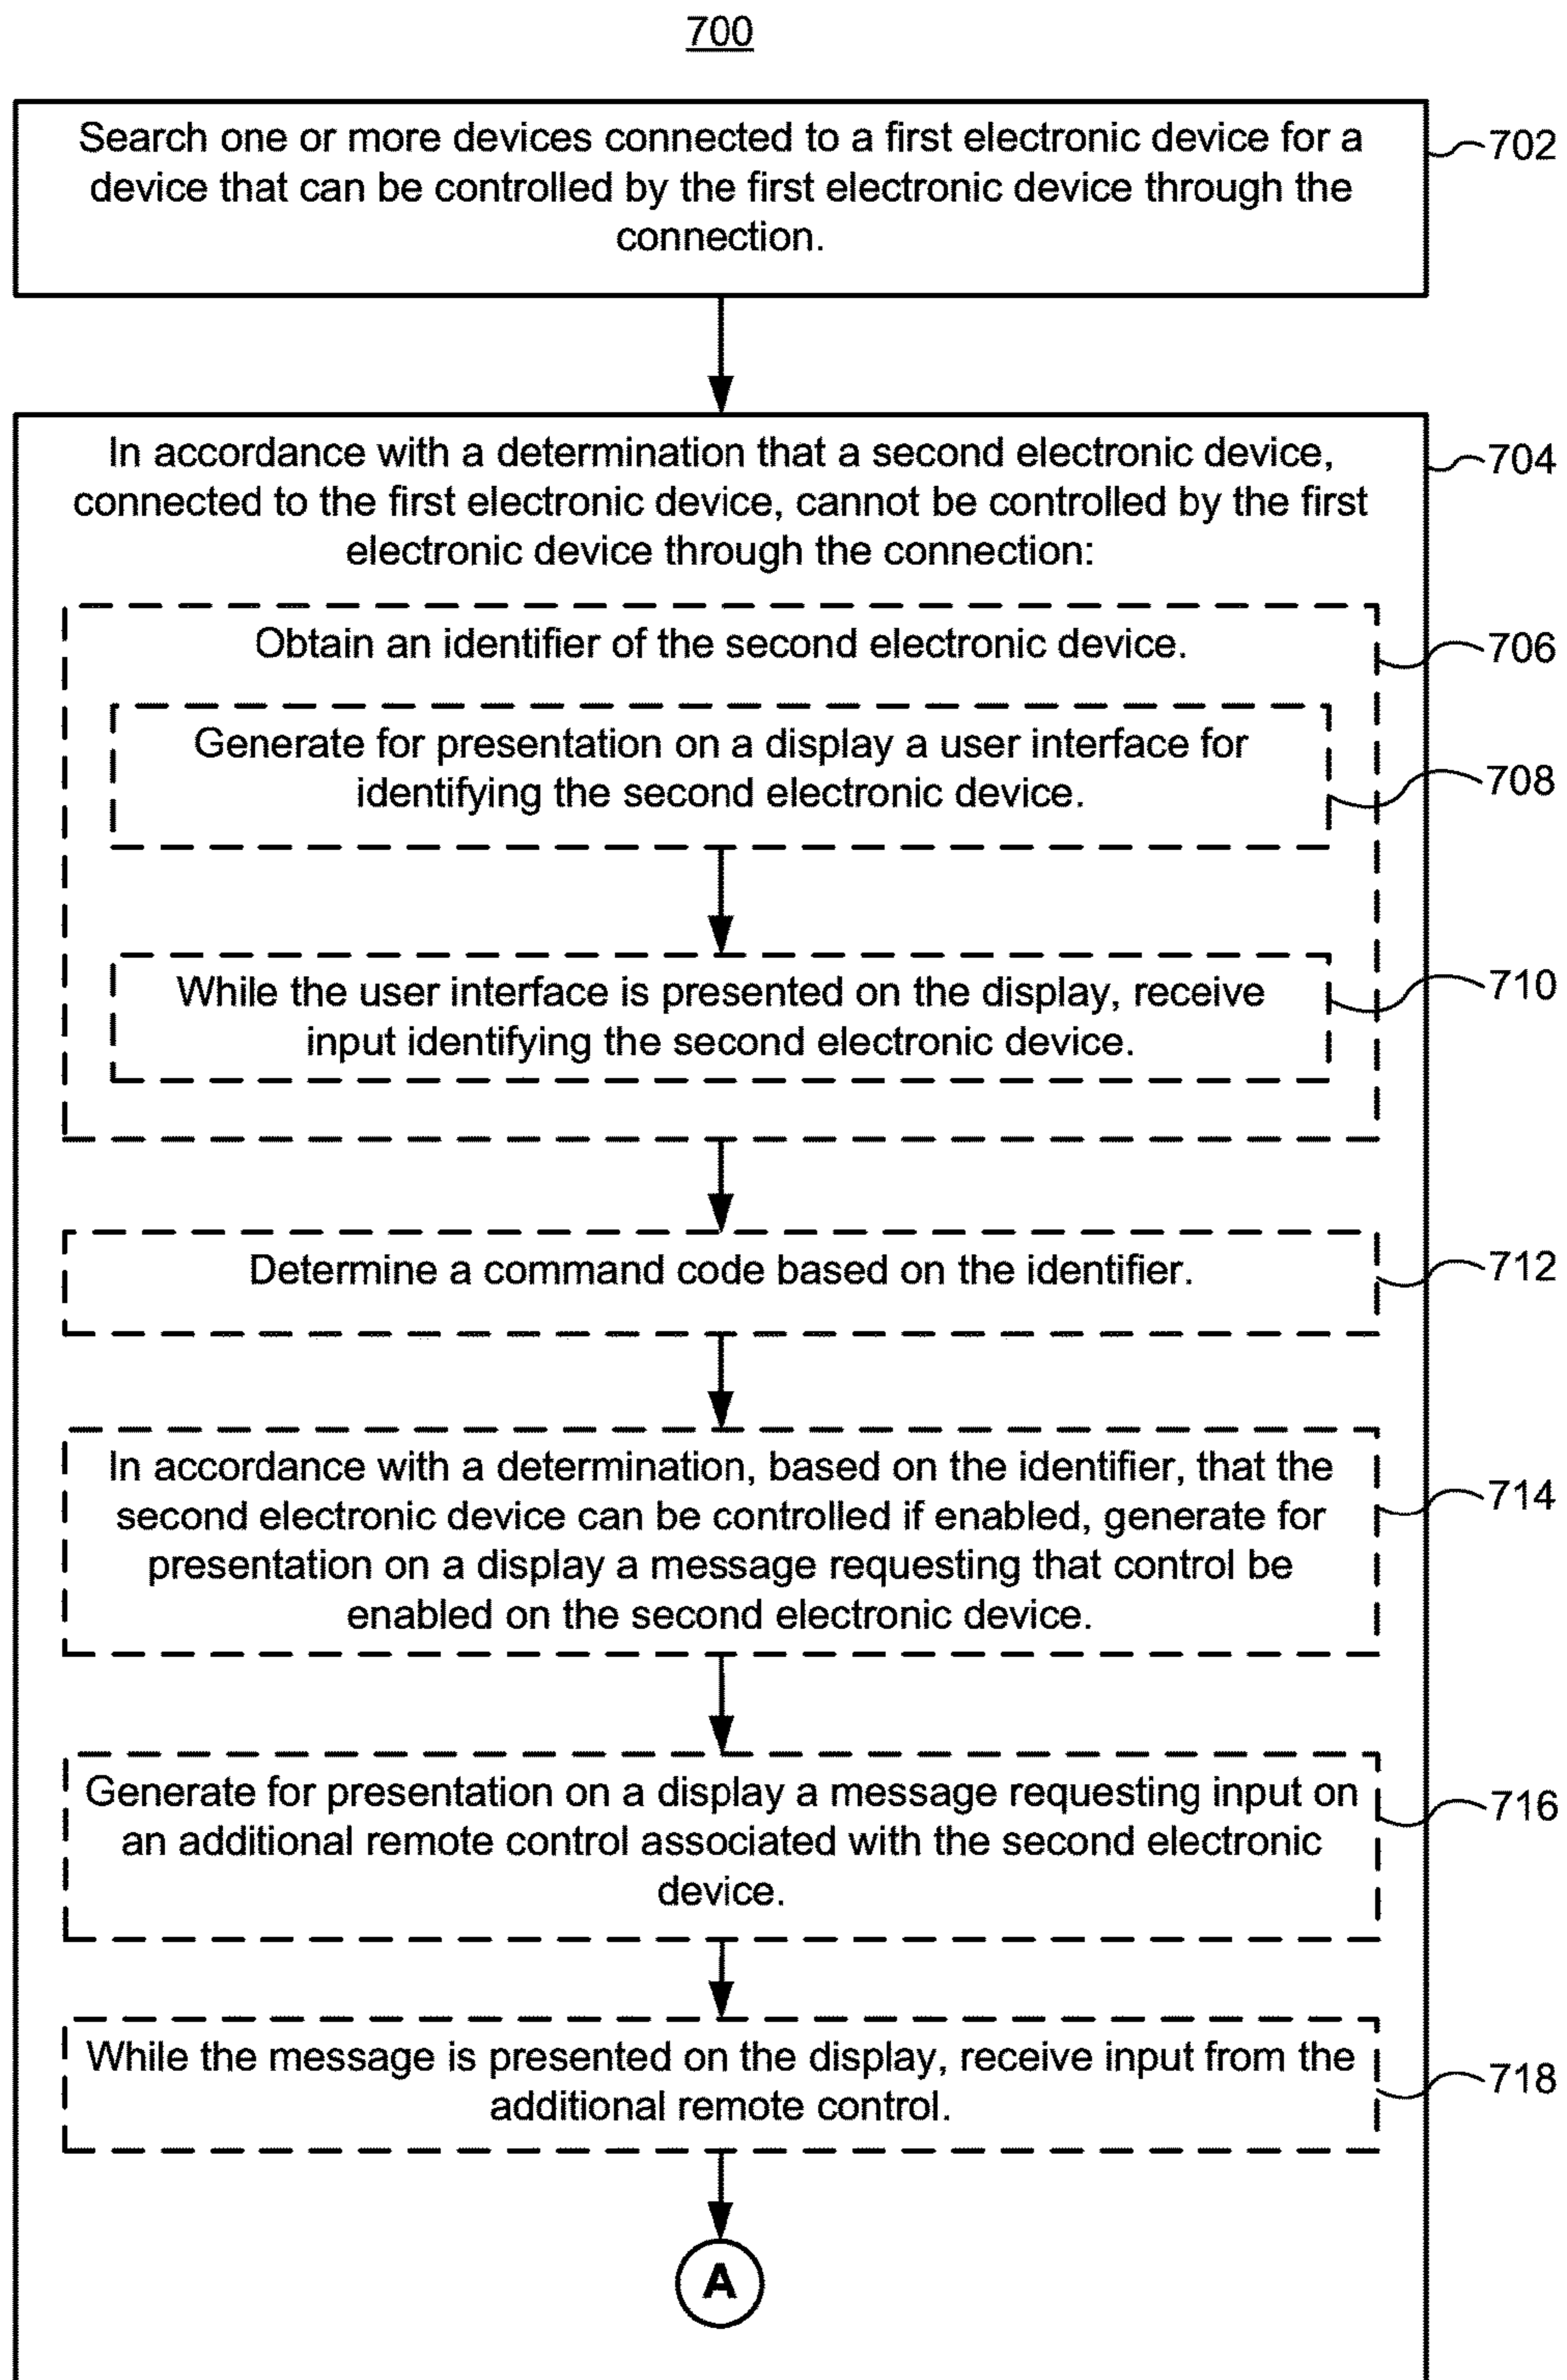 700
Search one or more devices connected to a first electronic device for a
device that can be controlled by the first electronic device through the
connection.
702
In accordance with a determination that a second electronic device,
connected to the first electronic device, cannot be controlled by the first
electronic device through the connection:
704
Obtain an identifier of the second electronic device.
706
Generate for presentation on a display a user interface for
identifying the second electronic device.
708
While the user interface is presented on the display, receive
input identifying the second electronic device.
710
Determine a command code based on the identifier.
712
In accordance with a determination, based on the identifier, that the
second electronic device can be controlled if enabled, generate for
presentation on a display a message requesting that control be
enabled on the second electronic device.
714
Generate for presentation on a display a message requesting input on
an additional remote control associated with the second electronic
device.
716
While the message is presented on the display, receive input from the
additional remote control.
718
A